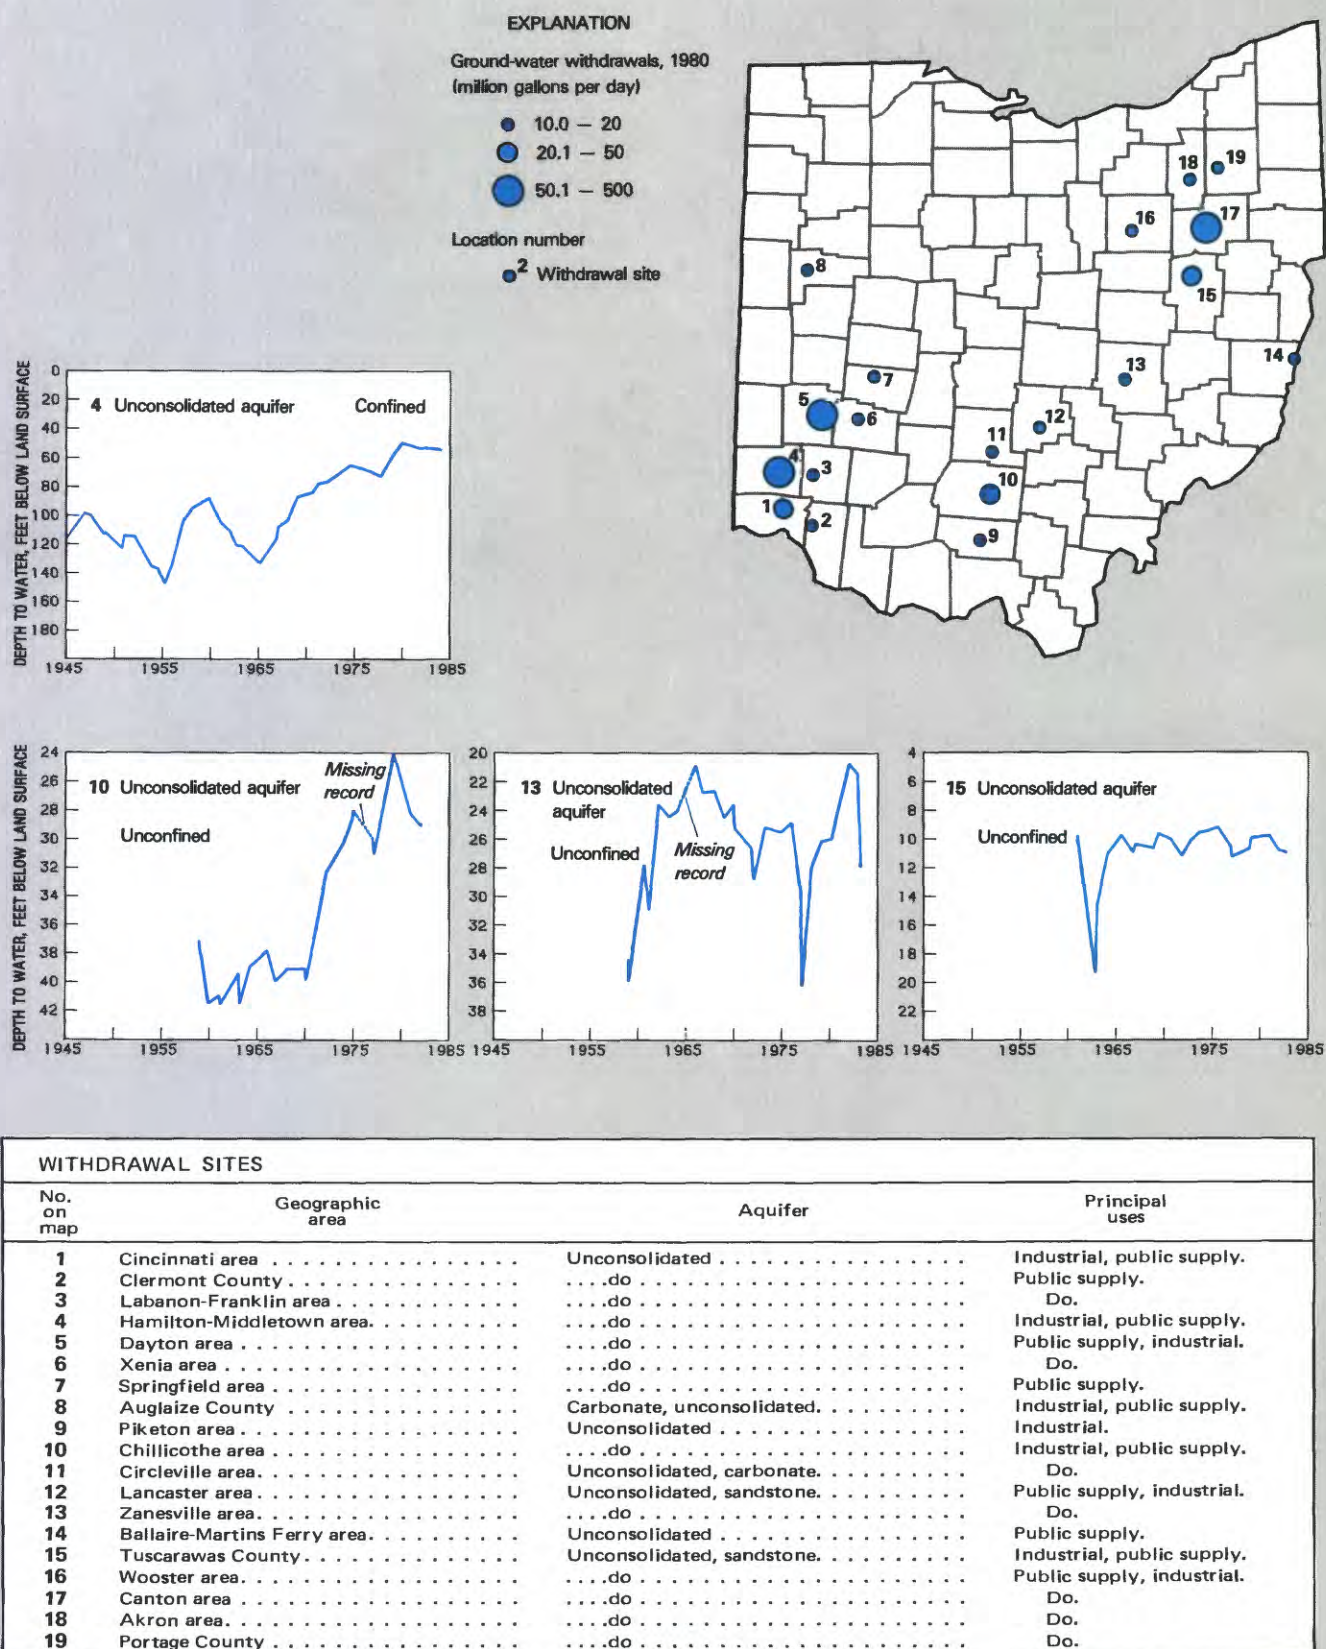 EXPLANATION
Ground-water withdrawals, 1980
(million gallons per day)
10.0 — 20
20.1 — 50
50.1 — 500
Location number
2 Withdrawal site
18
19
16
17
8
15
14
13
7
5
6
12
11
4
3
10
1
2
9
DEPTH TO WATER, FEET BELOW LAND SURFACE
0
20
40
60
80
100
120
140
160
180
4 Unconsolidated aquifer Confined
1945 1955 1965 1975 1985
DEPTH TO WATER, FEET BELOW LAND SURFACE
24
26
28
30
32
34
36
38
40
42
10 Unconsolidated aquifer
Unconfined
Missing
record
1945 1955 1965 1975 1985
20
22
24
26
28
30
32
34
36
38
13 Unconsolidated
aquifer
Unconfined
Missing
record
1945 1955 1965 1975 1985
4
6
8
10
12
14
16
18
20
22
15 Unconsolidated aquifer
Unconfined
1945 1955 1965 1975 1985
WITHDRAWAL SITES
No. on map Geographic area Aquifer Principal uses
1 Cincinnati area . . . . . . . . . . . . . . . . . Unconsolidated . . . . . . . . . . . . . . . . Industrial, public supply.
2 Clermont County . . . . . . . . . . . . . . . . . . .do . . . . . . . . . . . . . . . . . . . . . Public supply.
3 Labanon-Franklin area . . . . . . . . . . . . . . . .do . . . . . . . . . . . . . . . . . . . . . Do.
4 Hamilton-Middletown area. . . . . . . . . . . . . .do . . . . . . . . . . . . . . . . . . . . . Industrial, public supply.
5 Dayton area . . . . . . . . . . . . . . . . . . . . . .do . . . . . . . . . . . . . . . . . . . . . Public supply, industrial.
6 Xenia area . . . . . . . . . . . . . . . . . . . . . . .do . . . . . . . . . . . . . . . . . . . . . Do.
7 Springfield area . . . . . . . . . . . . . . . . . . . .do . . . . . . . . . . . . . . . . . . . . . Public supply.
8 Auglaize County . . . . . . . . . . . . . . . Carbonate, unconsolidated. . . . . . . . . . Industrial, public supply.
9 Piketon area . . . . . . . . . . . . . . . . . . Unconsolidated . . . . . . . . . . . . . . . . Industrial.
10 Chillicothe area . . . . . . . . . . . . . . . . . . . .do . . . . . . . . . . . . . . . . . . . . . Industrial, public supply.
11 Circleville area. . . . . . . . . . . . . . . . . Unconsolidated, carbonate. . . . . . . . . . Do.
12 Lancaster area . . . . . . . . . . . . . . . . . Unconsolidated, sandstone. . . . . . . . . . Public supply, industrial.
13 Zanesville area . . . . . . . . . . . . . . . . . . . .do . . . . . . . . . . . . . . . . . . . . . Do.
14 Ballaire-Martins Ferry area. . . . . . . . . . Unconsolidated . . . . . . . . . . . . . . . . Public supply.
15 Tuscarawas County . . . . . . . . . . . . . . Unconsolidated, sandstone. . . . . . . . . . Industrial, public supply.
16 Wooster area. . . . . . . . . . . . . . . . . . . . . .do . . . . . . . . . . . . . . . . . . . . . Public supply, industrial.
17 Canton area . . . . . . . . . . . . . . . . . . . . . .do . . . . . . . . . . . . . . . . . . . . . Do.
18 Akron area. . . . . . . . . . . . . . . . . . . . . . .do . . . . . . . . . . . . . . . . . . . . . Do.
19 Portage County . . . . . . . . . . . . . . . . . . . .do . . . . . . . . . . . . . . . . . . . . . Do.